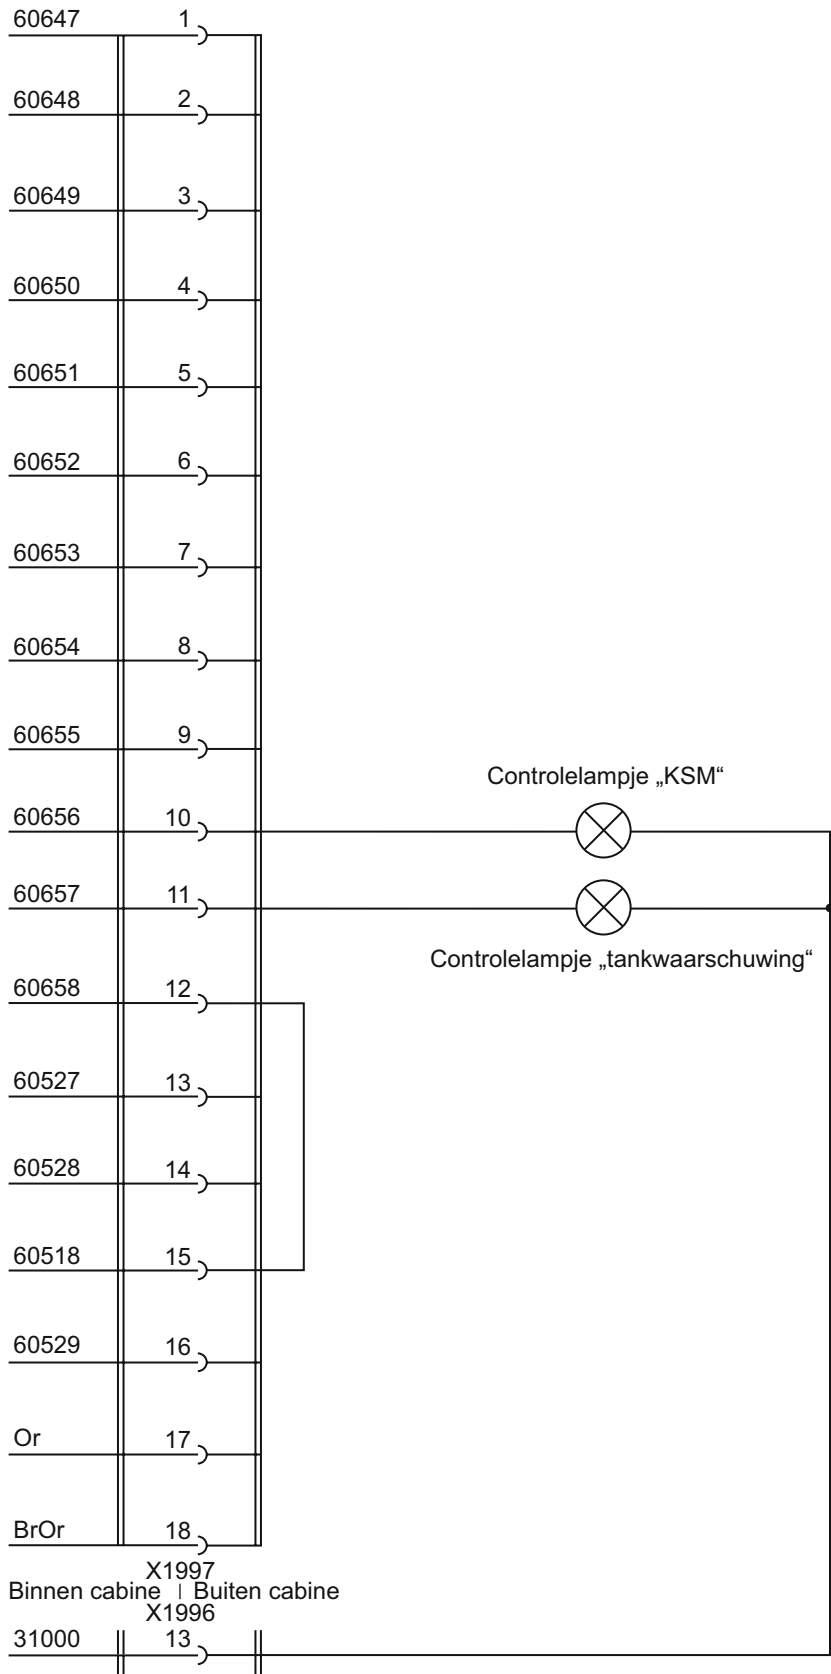 60647 1
60648 2
60649 3
60650 4
60651 5
60652 6
60653 7
60654 8
60655 9
Controlelampje „KSM“
60656 10
60657 11
Controlelampje „tankwaarschuwing“
60658 12
60527 13
60528 14
60518 15
60529 16
Or 17
BrOr 18
X1997
Binnen cabine | Buiten cabine
X1996
31000 13